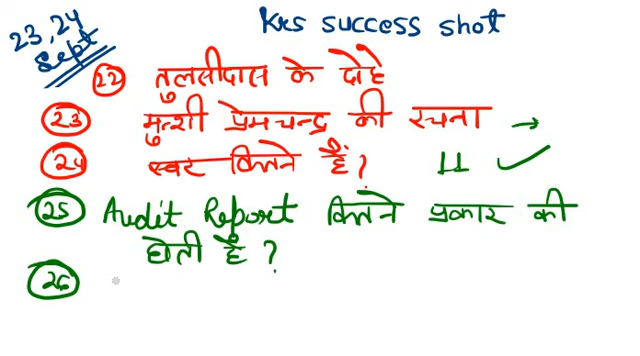 23,24 Sept
Krs success shot
22 तुलसीदास के दोहे
23 मुन्शी प्रेमचन्द्र की रचना →
24 स्वर कितने हैं? 11 ✓
25 Audit Report कितने प्रकार की
होती है?
26